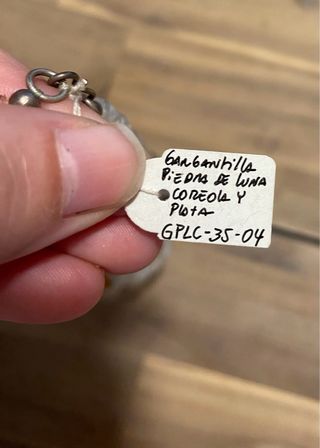 GARGANTILLA
PIEDRA DE LUNA
COREOLA Y
PLATA
GPLC-35-04